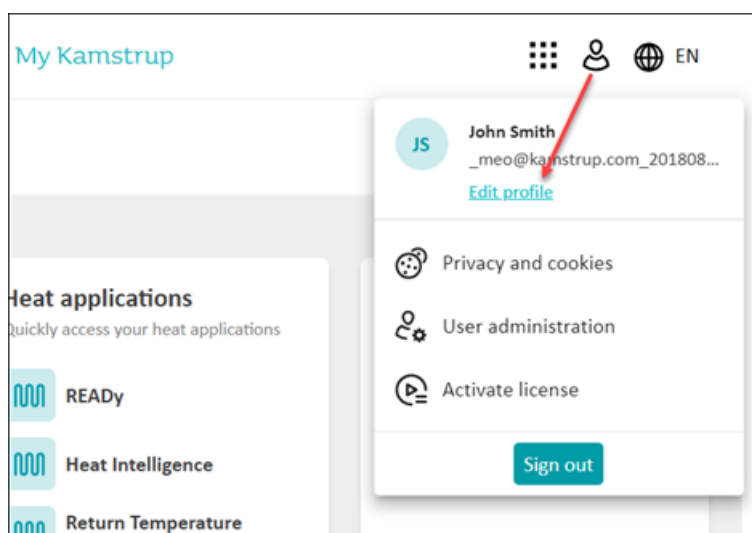 My Kamstrup
EN
JS
John Smith
_meo@kamstrup.com_201808...
Edit profile
Privacy and cookies
User administration
Activate license
Sign out
Heat applications
Quickly access your heat applications
READy
Heat Intelligence
Return Temperature